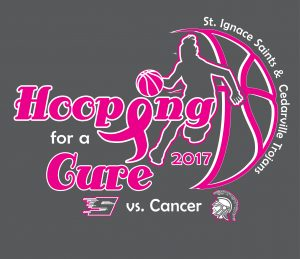 St. Ignace Saints & Cedarville Trojans
Hooping
for a
Cure
2017
S
vs. Cancer